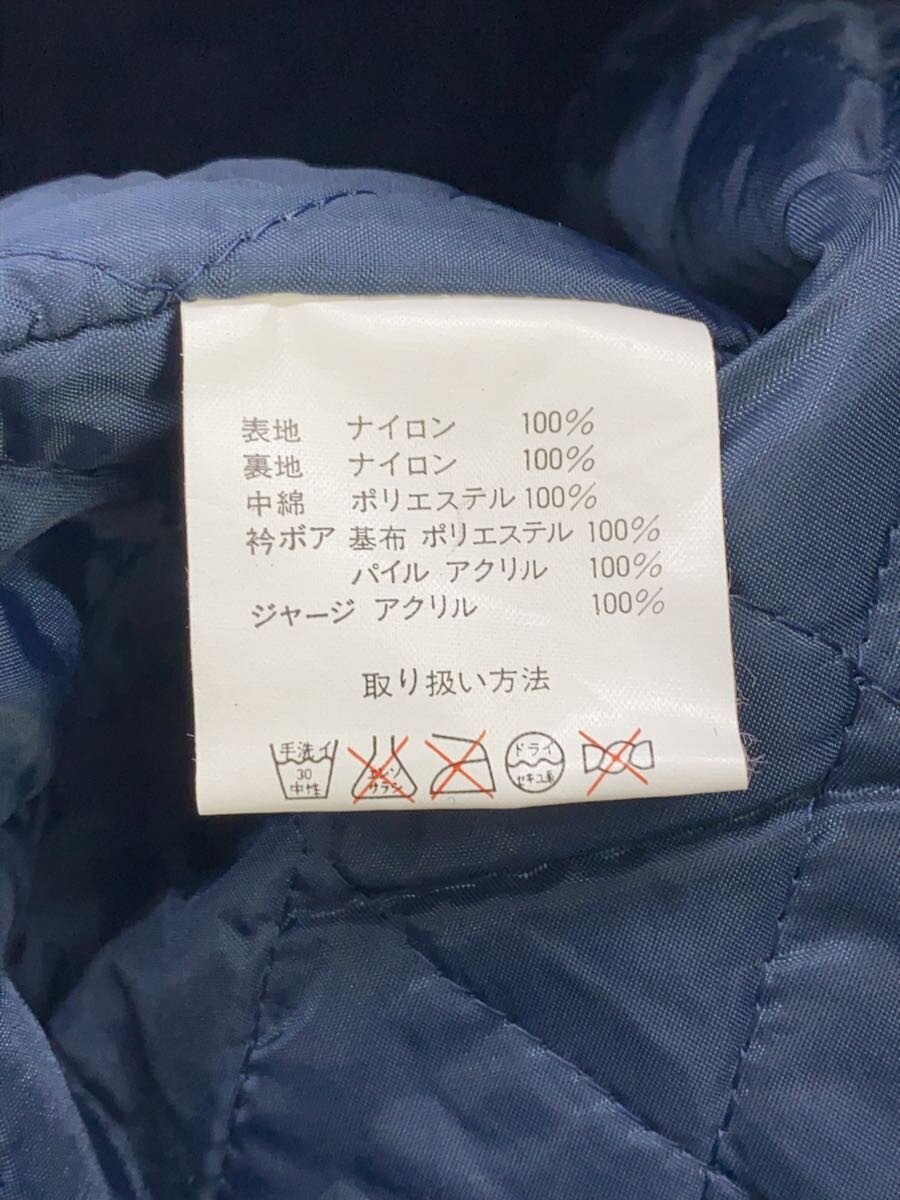 表地 ナイロン 100%
裏地 ナイロン 100%
中綿 ポリエステル 100%
衿ボア 基布 ポリエステル 100%
パイル アクリル 100%
ジャージ アクリル 100%
取り扱い方法
手洗イ
30
中性
エンソ
サラシ
ドライ
セキユ系